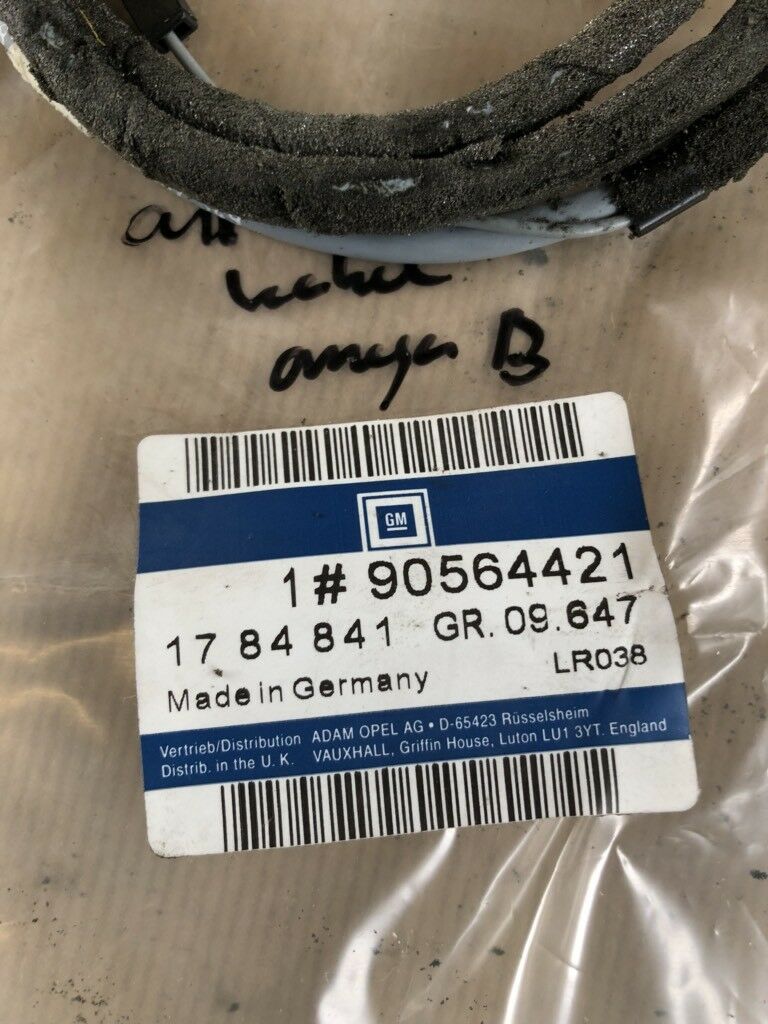 omega B
GM
1# 90564421
17 84 841 GR. 09.647
Made in Germany LR038
Vertrieb/Distribution ADAM OPEL AG • D-65423 Rüsselsheim
Distrib. in the U. K. VAUXHALL, Griffin House, Luton LU1 3YT. England